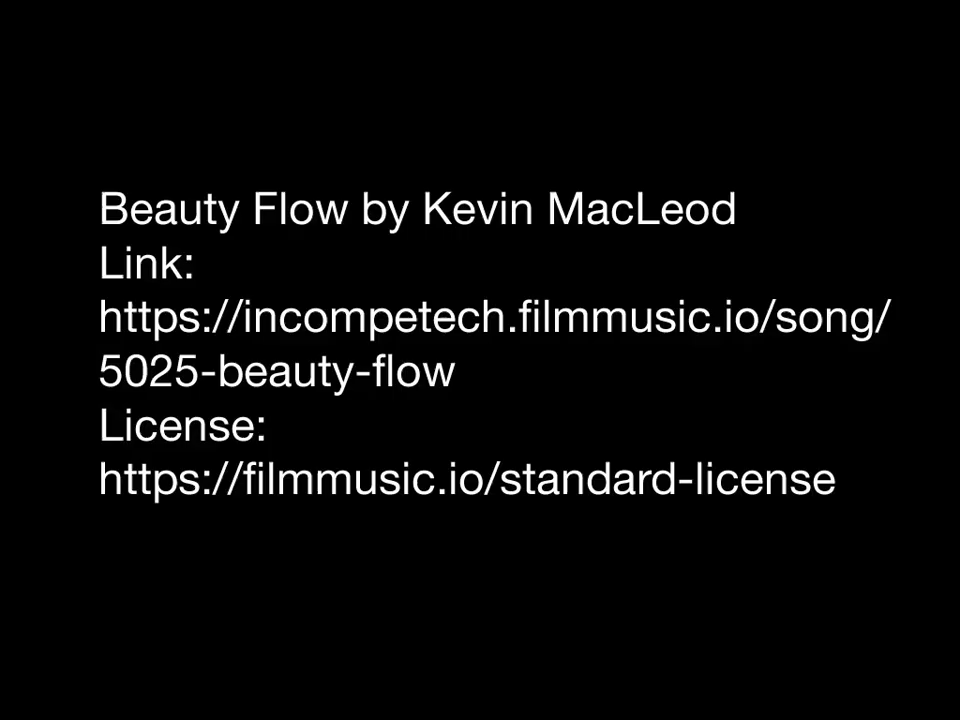 Beauty Flow by Kevin MacLeod
Link:
https://incompetech.filmmusic.io/song/
5025-beauty-flow
License:
https://filmmusic.io/standard-license